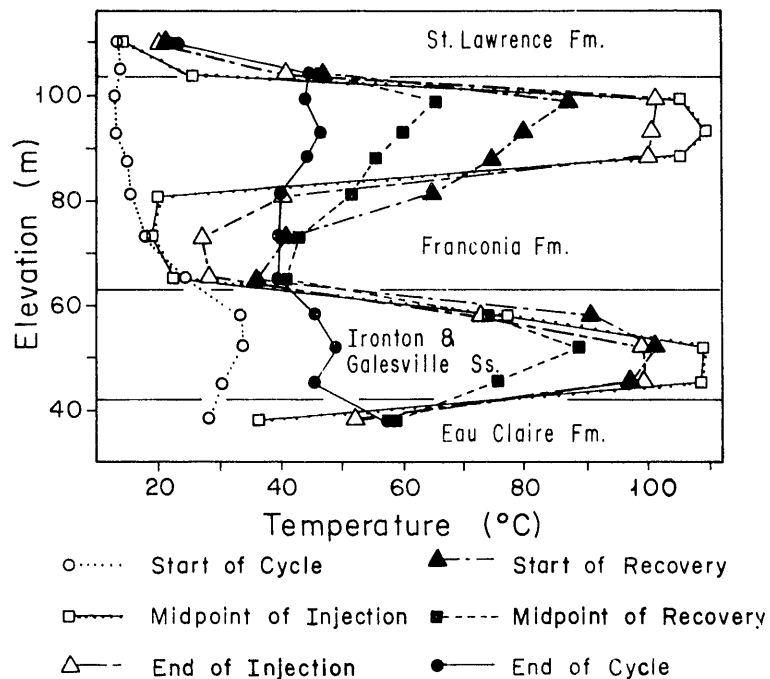 St. Lawrence Fm.
100
80
60
40
Elevation (m)
Franconia Fm.
Ironton &
Galesville Ss.
Eau Claire Fm.
20 40 60 80 100
Temperature (°C)
Start of Cycle
Start of Recovery
Midpoint of Injection
Midpoint of Recovery
End of Injection
End of Cycle